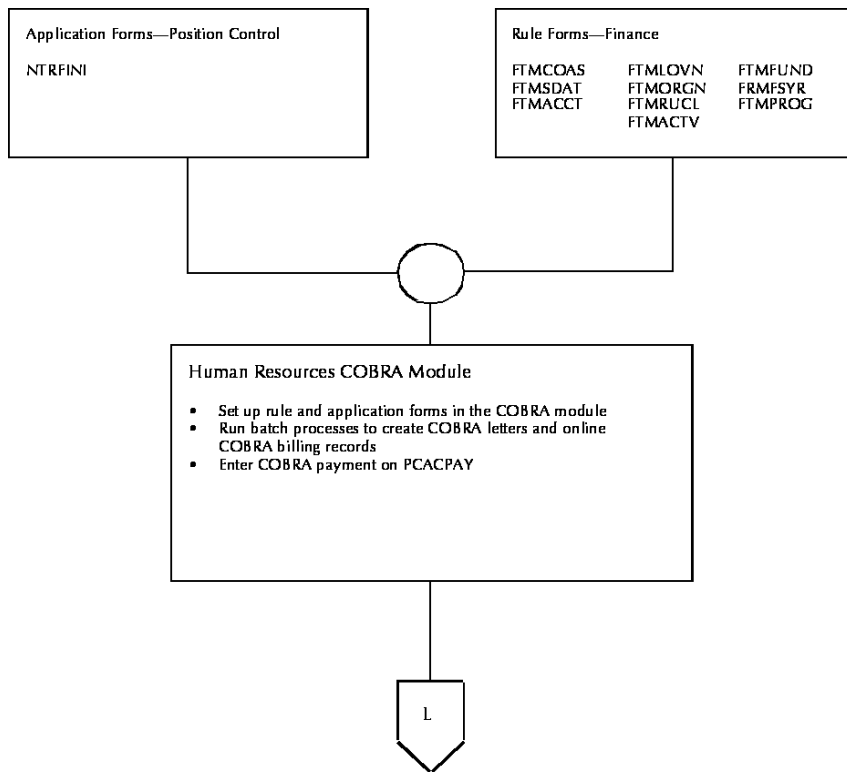 Application Forms—Position Control
NTRFINI
Rule Forms—Finance
FTMCOAS FTMLOVN FTMFUND
FTMSDAT FTMORGN FRMFSYR
FTMACCT FTMRUCL FTMPROG
FTMACTV
Human Resources COBRA Module
• Set up rule and application forms in the COBRA module
• Run batch processes to create COBRA letters and online
COBRA billing records
• Enter COBRA payment on PCACPAY
L